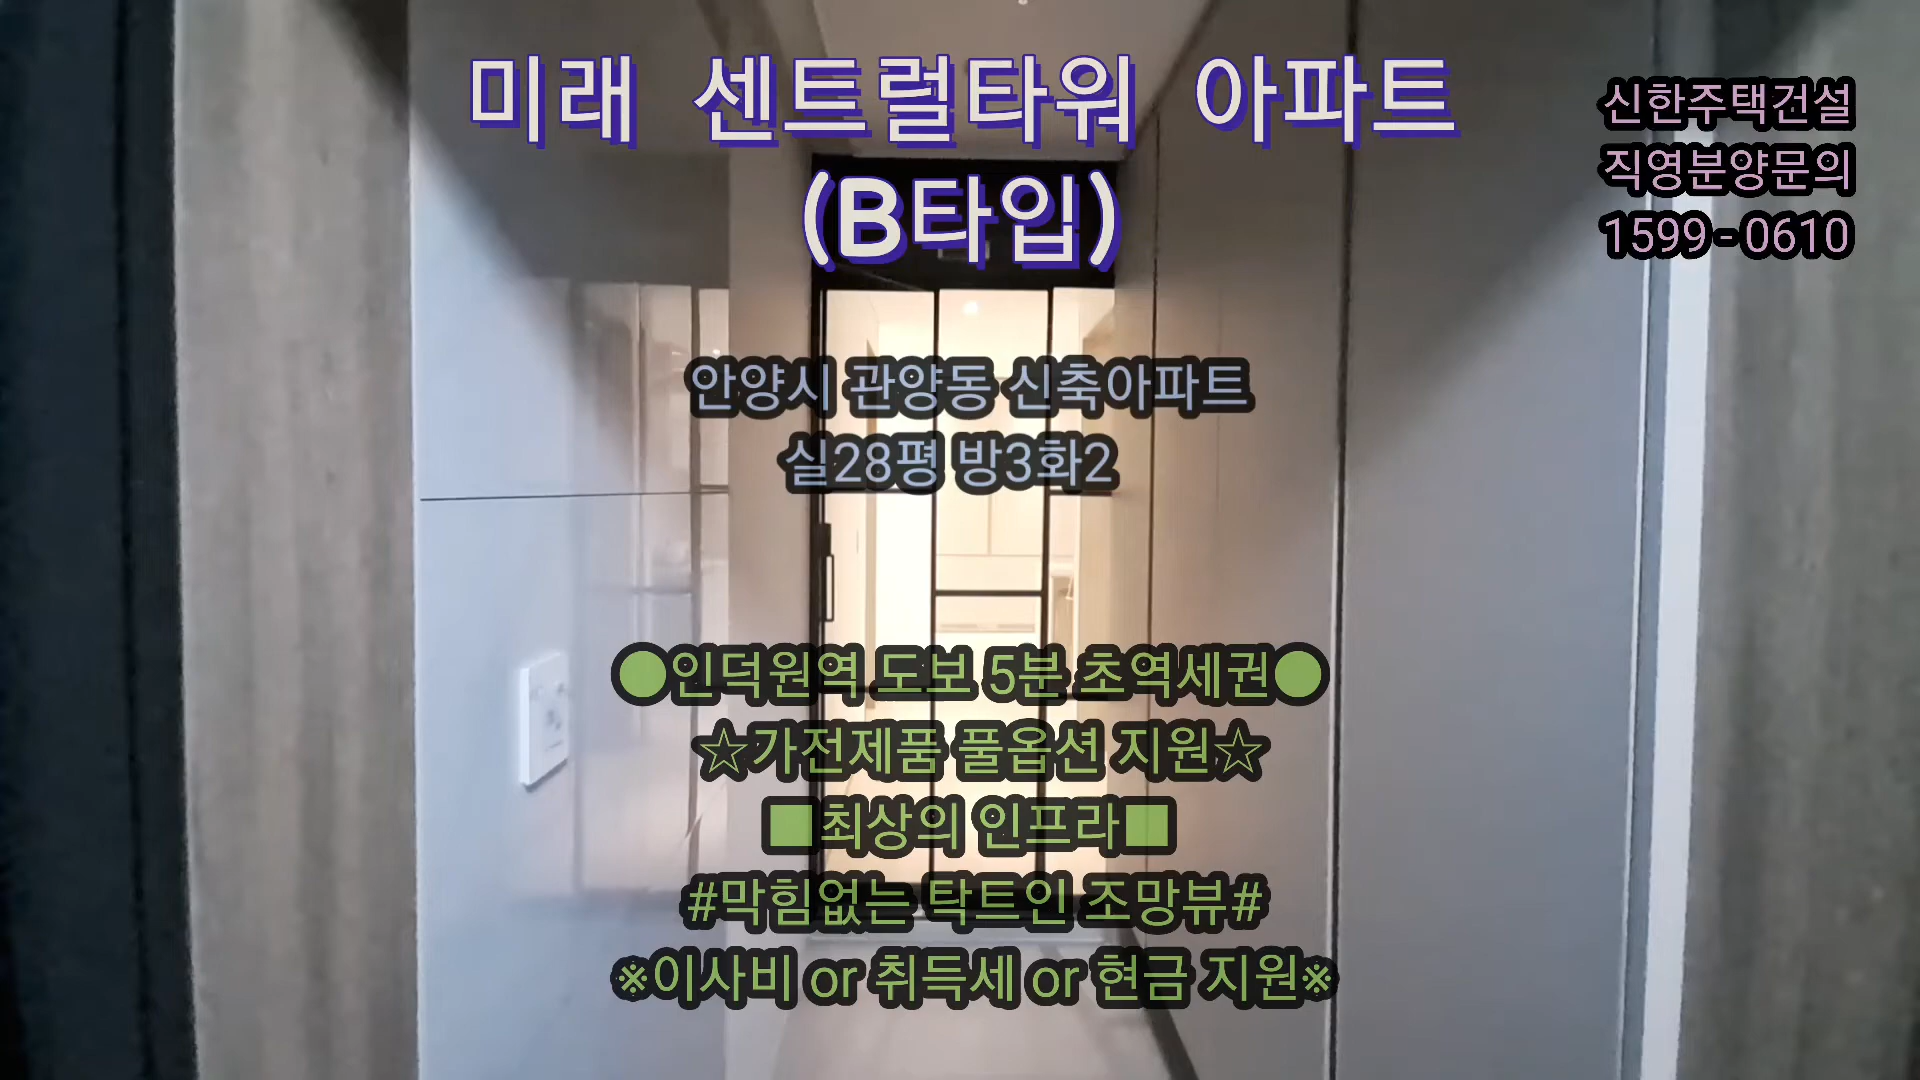 미래 센트럴타워 아파트
(B타입)
신한주택건설
직영분양문의
1599-0610
안양시 관양동 신축아파트
실28평 방3화2
●인덕원역 도보 5분 초역세권●
☆가전제품 풀옵션 지원☆
■최상의 인프라■
#막힘없는 탁트인 조망뷰#
※이사비 or 취득세 or 현금 지원※